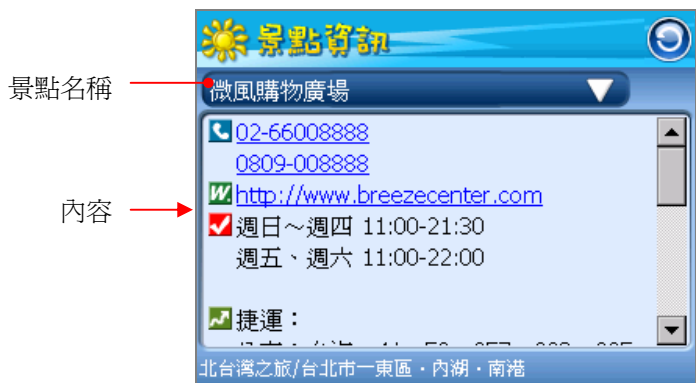 景點資訊
景點名稱
微風購物廣場
02-66008888
0809-008888
http://www.breezecenter.com
內容
週日～週四 11:00-21:30
週五、週六 11:00-22:00
捷運：
北台灣之旅/台北市一東區・內湖・南港